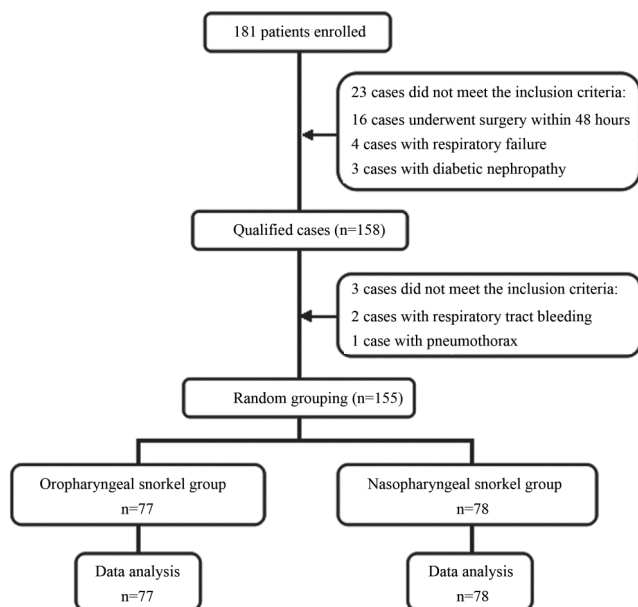 181 patients enrolled
23 cases did not meet the inclusion criteria:
16 cases underwent surgery within 48 hours
4 cases with respiratory failure
3 cases with diabetic nephropathy
Qualified cases (n=158)
3 cases did not meet the inclusion criteria:
2 cases with respiratory tract bleeding
1 case with pneumothorax
Random grouping (n=155)
Oropharyngeal snorkel group
n=77
Nasopharyngeal snorkel group
n=78
Data analysis
n=77
Data analysis
n=78